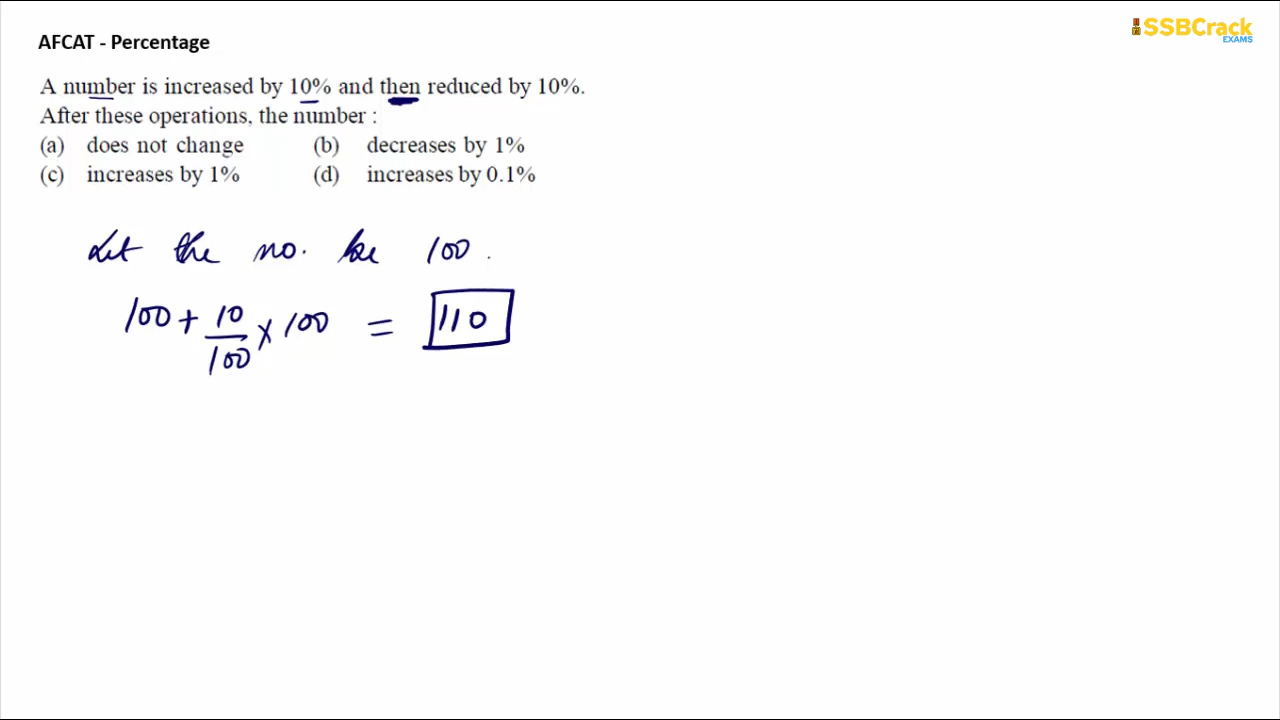 SSBCrack
EXAMS
AFCAT - Percentage
A number is increased by 10% and then reduced by 10%.
After these operations, the number :
(a) does not change (b) decreases by 1%
(c) increases by 1% (d) increases by 0.1%
Let the no. be 100.
100 + 10/100 × 100 = 110